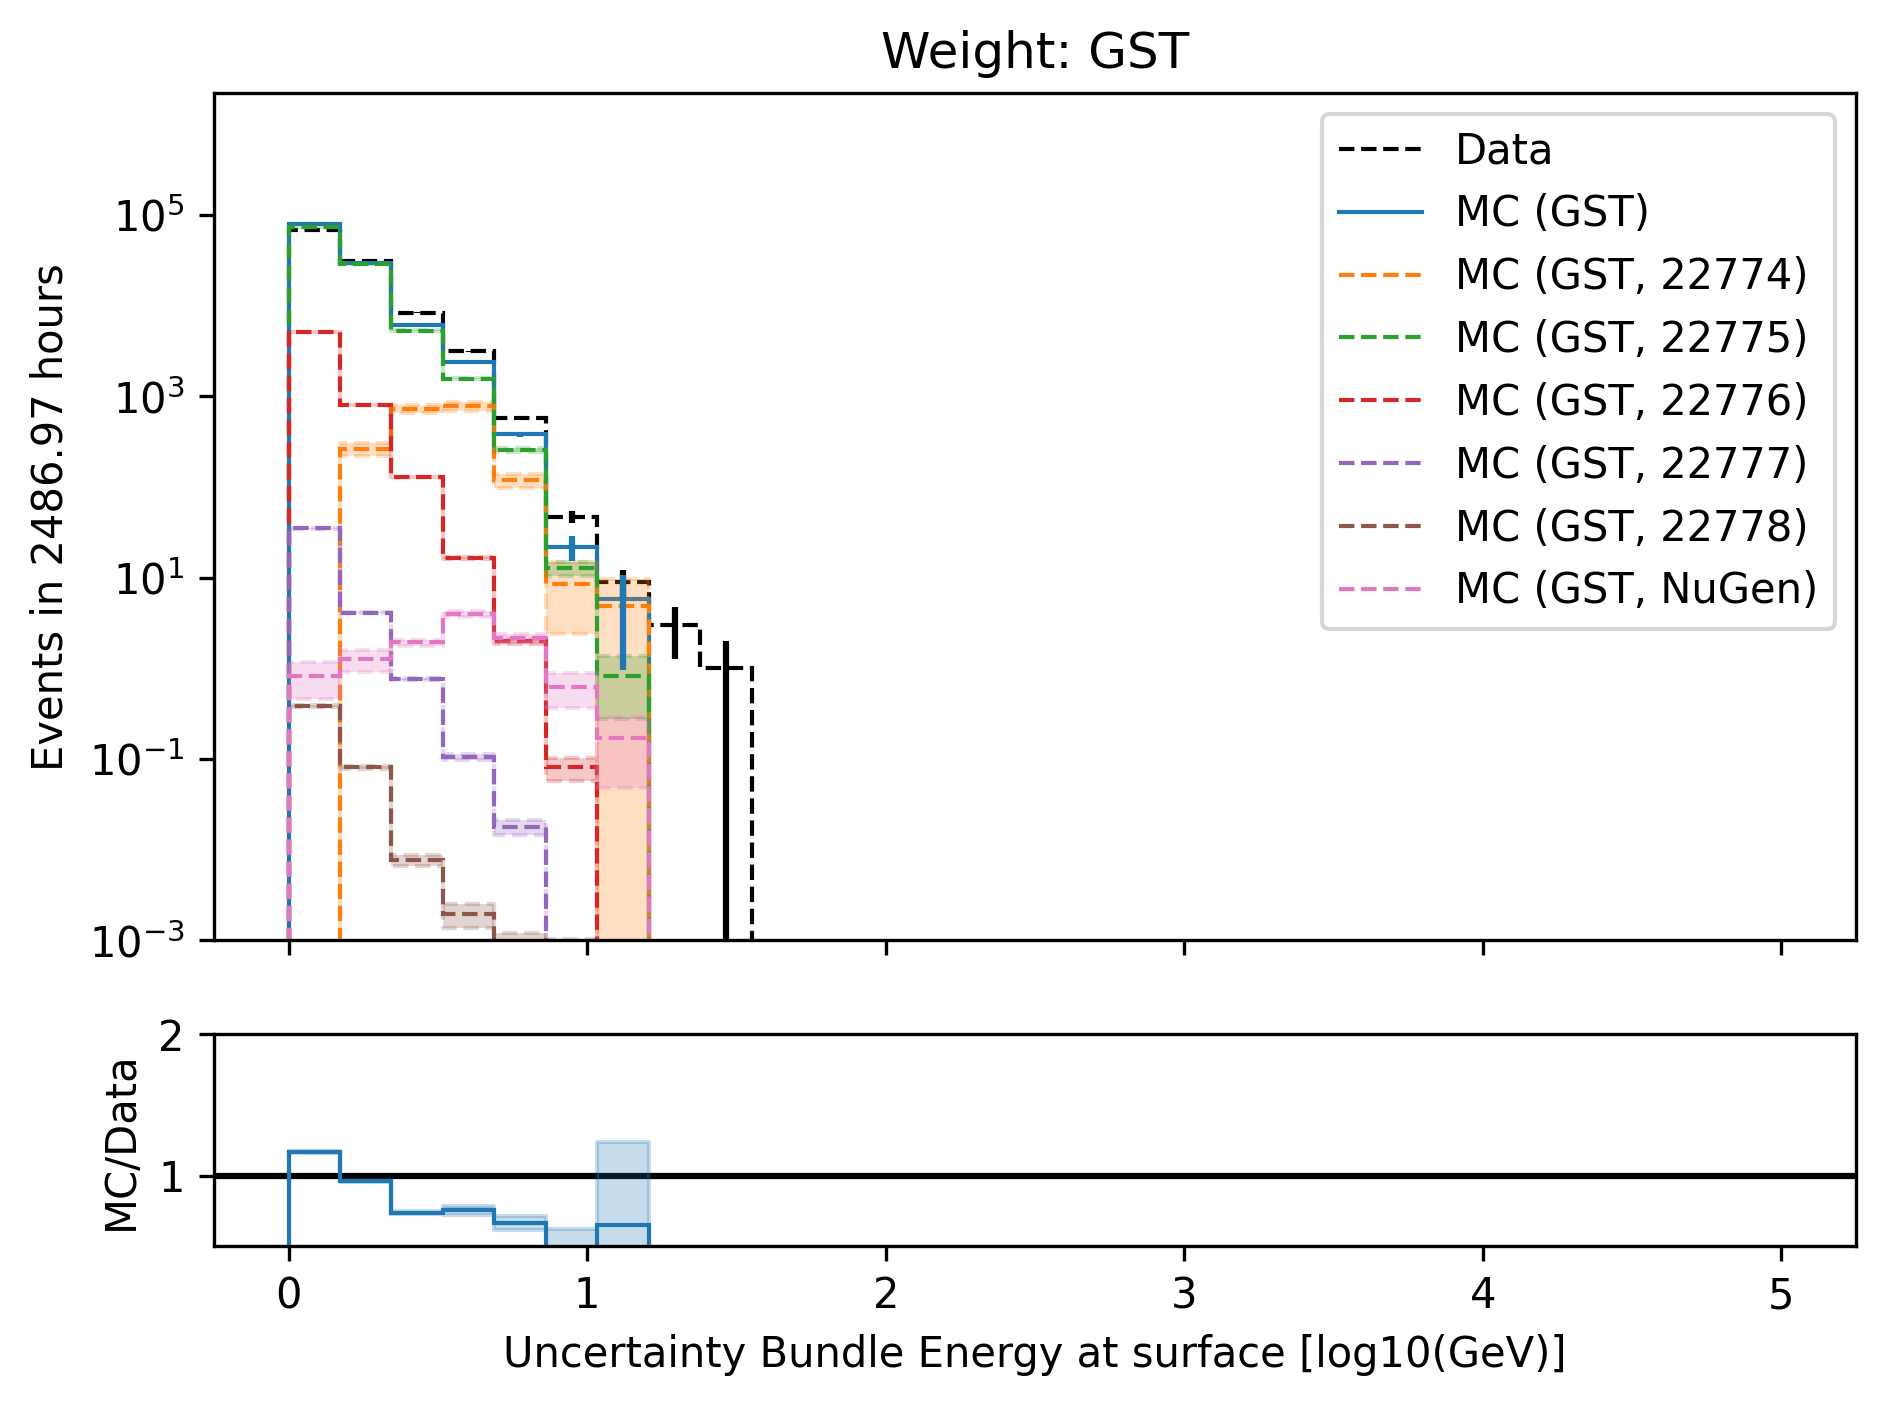 Weight: GST
Events in 2486.97 hours
10^5
10^3
10^1
10^-1
10^-3
Data
MC (GST)
MC (GST, 22774)
MC (GST, 22775)
MC (GST, 22776)
MC (GST, 22777)
MC (GST, 22778)
MC (GST, NuGen)
MC/Data
2
1
0 1 2 3 4 5
Uncertainty Bundle Energy at surface [log10(GeV)]